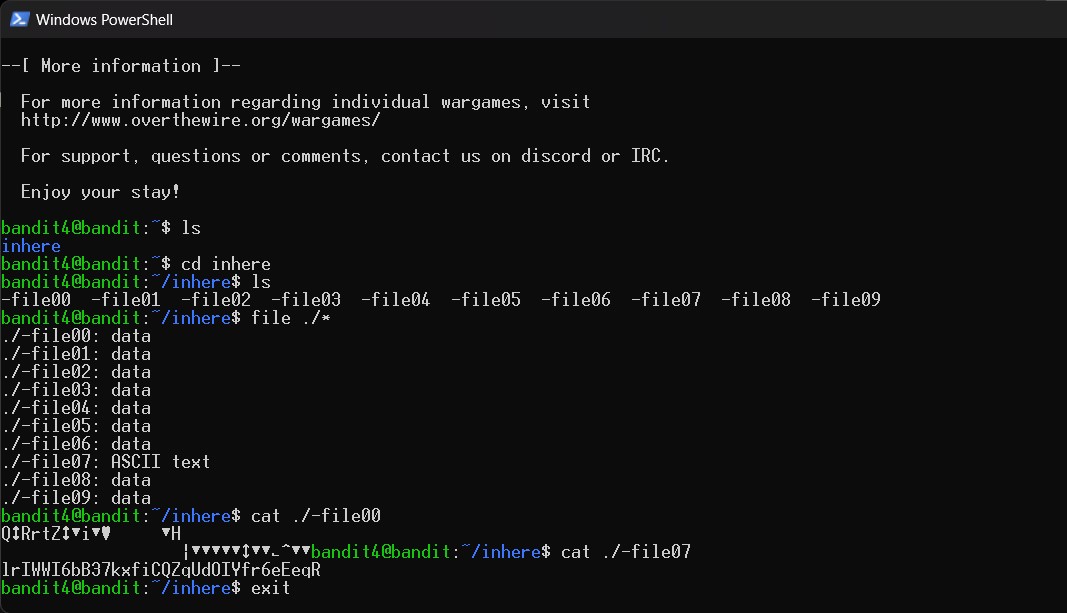 Windows PowerShell
--[ More information ]--
For more information regarding individual wargames, visit
http://www.overthewire.org/wargames/
For support, questions or comments, contact us on discord or IRC.
Enjoy your stay!
bandit4@bandit:~$ ls
inhere
bandit4@bandit:~$ cd inhere
bandit4@bandit:~/inhere$ ls
-file00  -file01  -file02  -file03  -file04  -file05  -file06  -file07  -file08  -file09
bandit4@bandit:~/inhere$ file ./*
./-file00: data
./-file01: data
./-file02: data
./-file03: data
./-file04: data
./-file05: data
./-file06: data
./-file07: ASCII text
./-file08: data
./-file09: data
bandit4@bandit:~/inhere$ cat ./-file00
bandit4@bandit:~/inhere$ cat ./-file07
lrIWWI6bB37kxfiCQZqUdOIYfr6eEeqR
bandit4@bandit:~/inhere$ exit